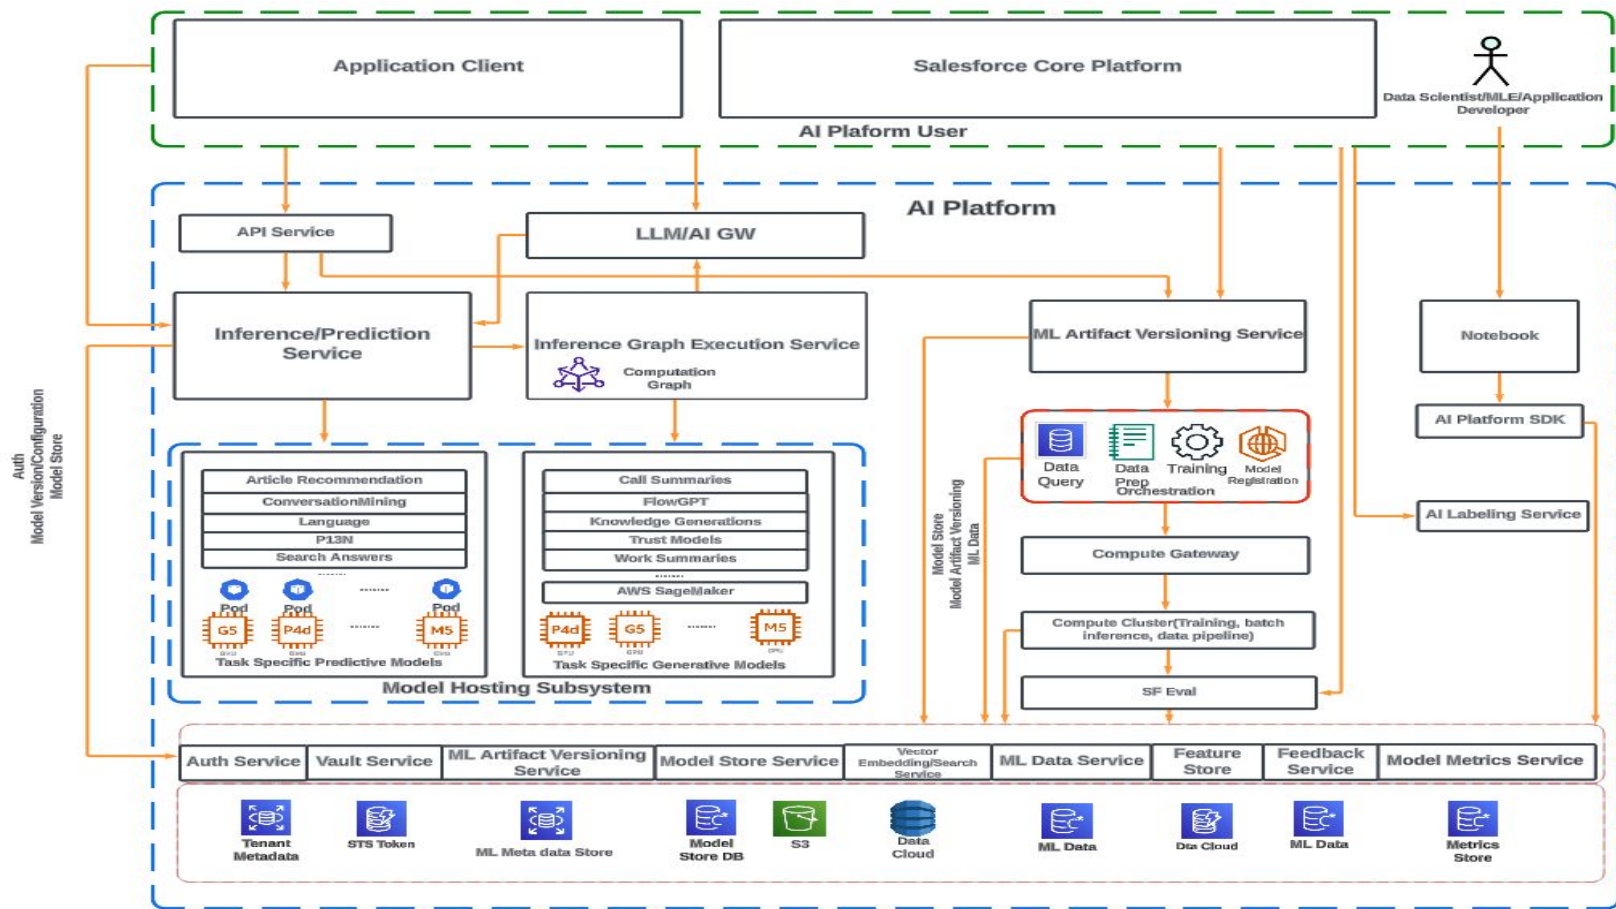 Application Client
Salesforce Core Platform
Data Scientist/MLE/Application
Developer
AI Plaform User
AI Platform
API Service
LLM/AI GW
Inference/Prediction
Service
Inference Graph Execution Service
Computation
Graph
ML Artifact Versioning Service
Notebook
AI Platform SDK
AI Labeling Service
Auth
Model Version/Configuration
Model Store
Data
Query
Data
Prep
Training
Model
Registration
Orchestration
Model Store
Model Artifact Versioning
ML Data
Compute Gateway
Compute Cluster(Training, batch
inference, data pipeline)
SF Eval
Article Recommendation
ConversationMining
Language
P13N
Search Answers
Pod
Pod
Pod
G5
P4d
M5
Task Specific Predictive Models
Call Summaries
FlowGPT
Knowledge Generations
Trust Models
Work Summaries
AWS SageMaker
P4d
G5
M5
Task Specific Generative Models
Model Hosting Subsystem
Auth Service
Vault Service
ML Artifact Versioning
Service
Model Store Service
Vector
Embedding/Search
Service
ML Data Service
Feature
Store
Feedback
Service
Model Metrics Service
Tenant
Metadata
STS Token
ML Meta data Store
Model
Store DB
S3
Data
Cloud
ML Data
Dta Cloud
ML Data
Metrics
Store